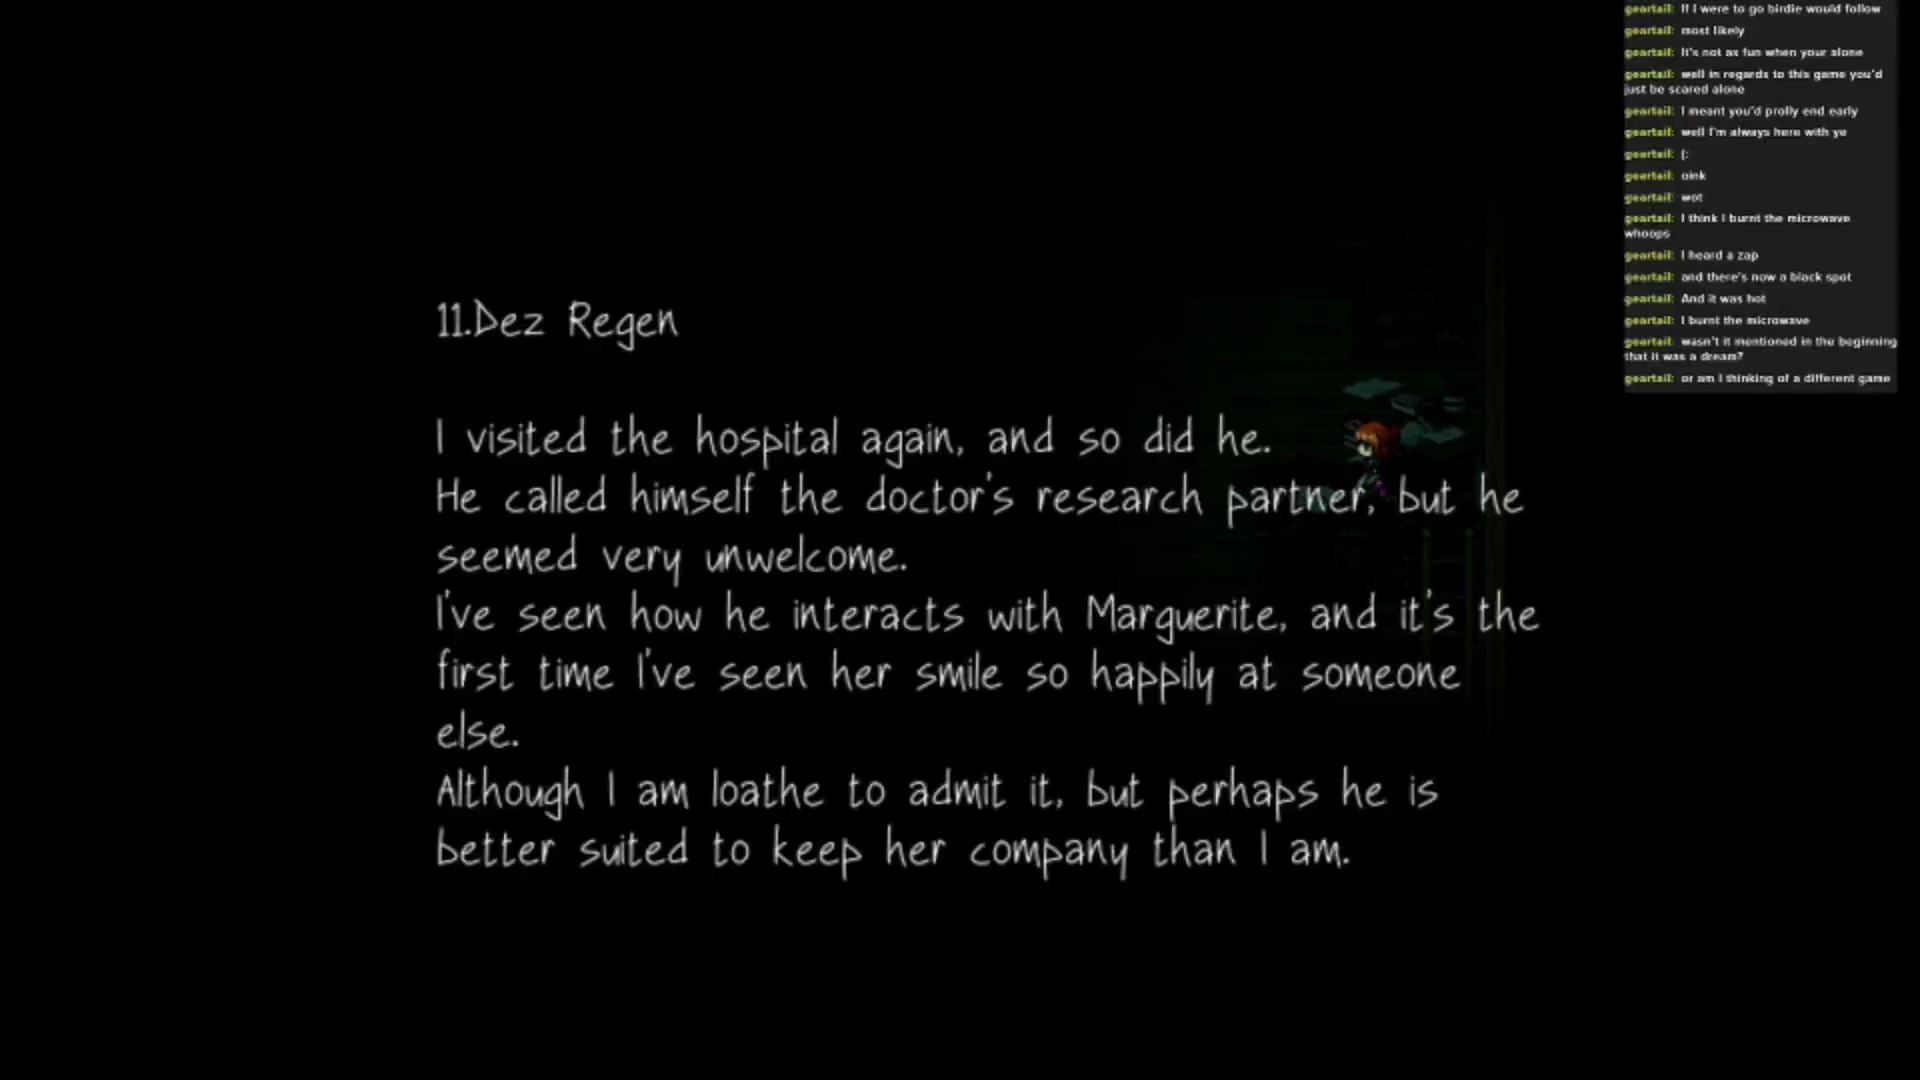 11.Dez Regen
I visited the hospital again, and so did he.
He called himself the doctor's research partner, but he
seemed very unwelcome.
I've seen how he interacts with Marguerite, and it's the
first time I've seen her smile so happily at someone
else.
Although I am loathe to admit it, but perhaps he is
better suited to keep her company than I am.
geartail: If I were to go birdie would follow
geartail: most likely
geartail: It's not as fun when your alone
geartail: well in regards to this game you'd
just be scared alone
geartail: I meant you'd prolly end early
geartail: well I'm always here with ye
geartail: (:
geartail: oink
geartail: wot
geartail: I think I burnt the microwave
whoops
geartail: I heard a zap
geartail: and there's now a black spot
geartail: And it was hot
geartail: I burnt the microwave
geartail: wasn't it mentioned in the beginning
that it was a dream?
geartail: or am I thinking of a different game